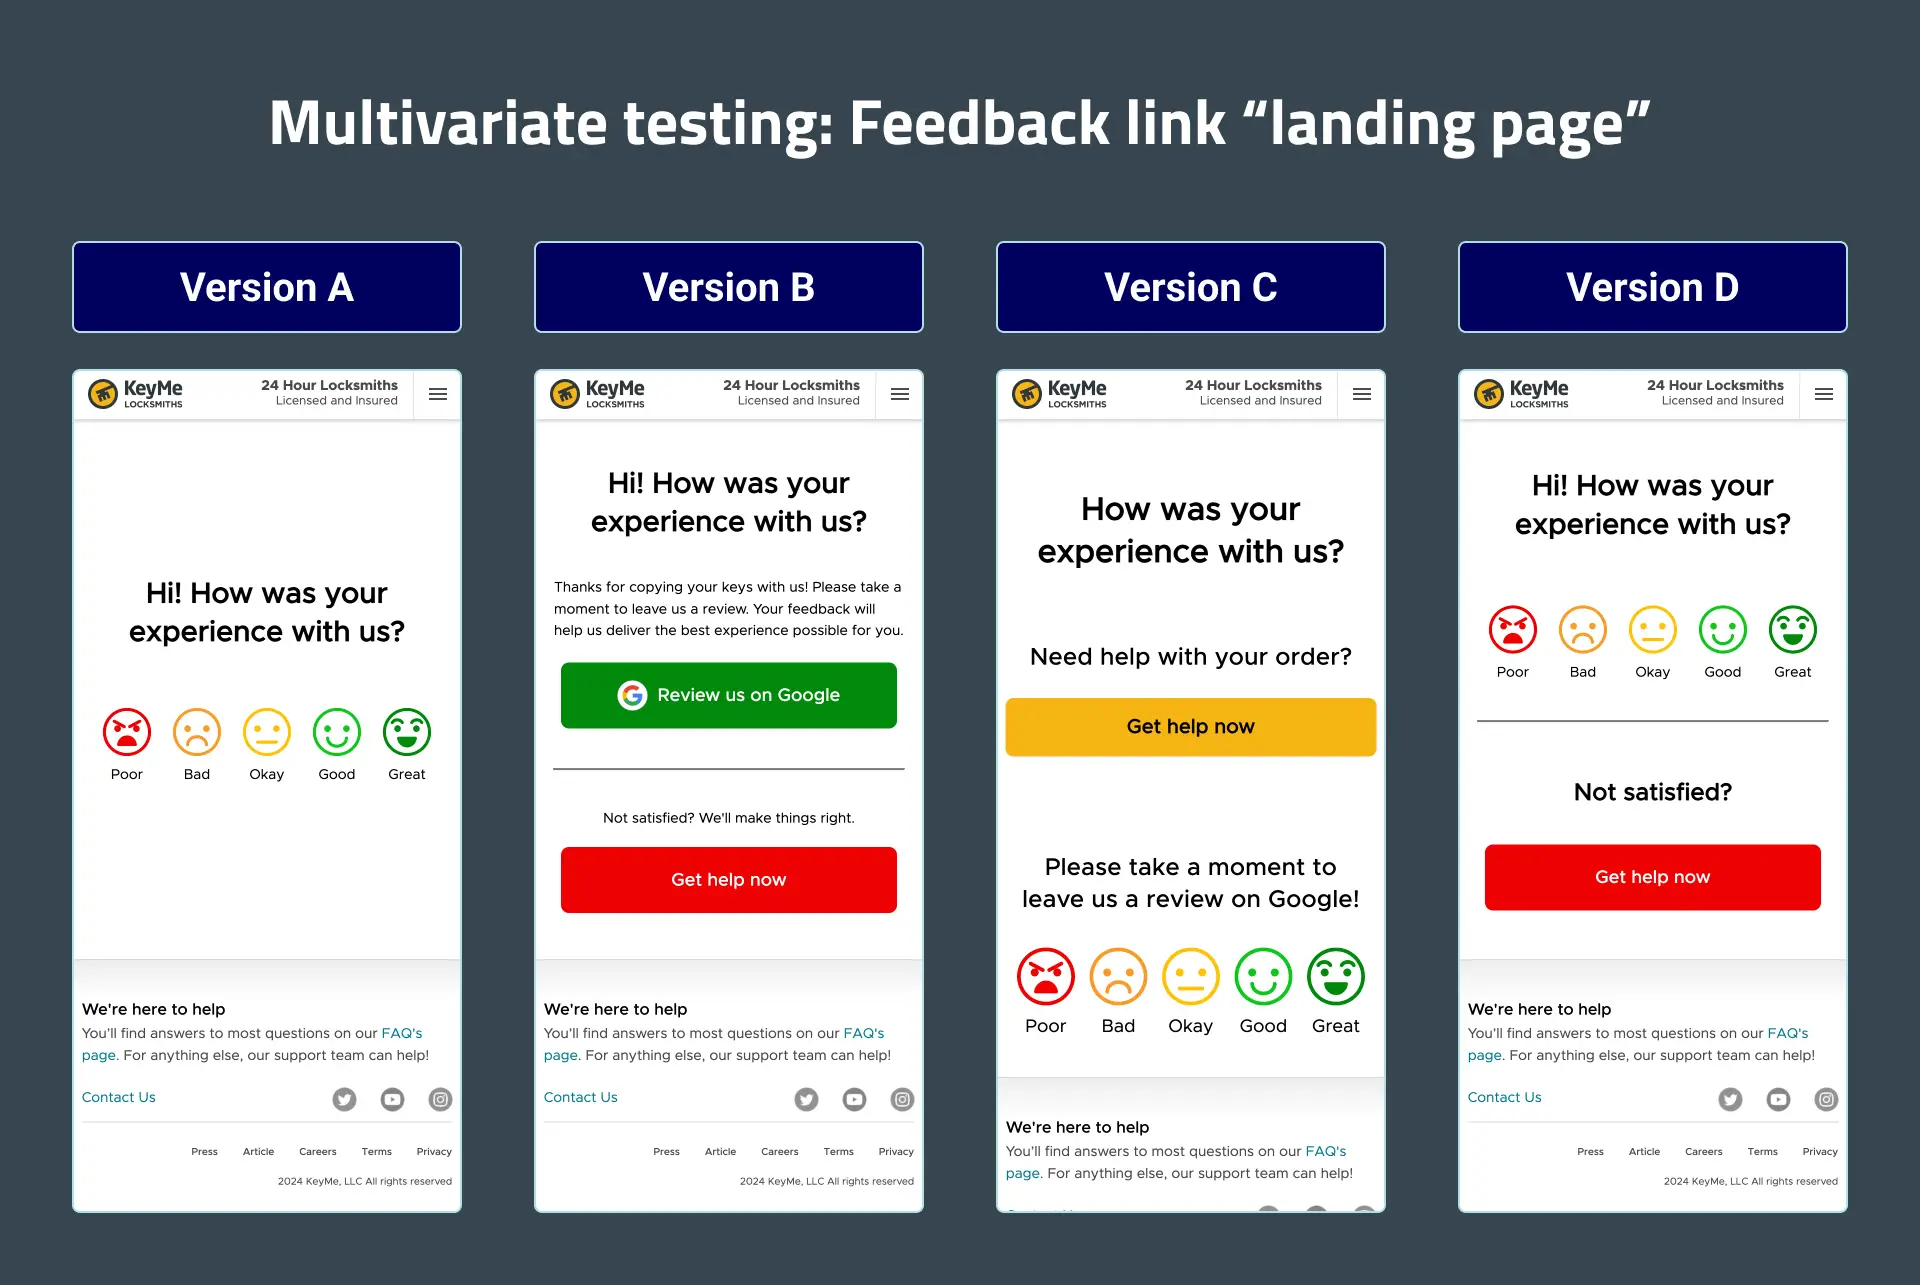 Multivariate testing: Feedback link “landing page”
Version A
KeyMe
LOCKSMITHS
24 Hour Locksmiths
Licensed and Insured
Hi! How was your
experience with us?
Poor Bad Okay Good Great
We're here to help
You'll find answers to most questions on our FAQ's
page. For anything else, our support team can help!
Contact Us
Press Article Careers Terms Privacy
2024 KeyMe, LLC All rights reserved
Version B
KeyMe
LOCKSMITHS
24 Hour Locksmiths
Licensed and Insured
Hi! How was your
experience with us?
Thanks for copying your keys with us! Please take a
moment to leave us a review. Your feedback will
help us deliver the best experience possible for you.
Review us on Google
Not satisfied? We'll make things right.
Get help now
We're here to help
You'll find answers to most questions on our FAQ's
page. For anything else, our support team can help!
Contact Us
Press Article Careers Terms Privacy
2024 KeyMe, LLC All rights reserved
Version C
KeyMe
LOCKSMITHS
24 Hour Locksmiths
Licensed and Insured
How was your
experience with us?
Need help with your order?
Get help now
Please take a moment to
leave us a review on Google!
Poor Bad Okay Good Great
We're here to help
You'll find answers to most questions on our FAQ's
page. For anything else, our support team can help!
Version D
KeyMe
LOCKSMITHS
24 Hour Locksmiths
Licensed and Insured
Hi! How was your
experience with us?
Poor Bad Okay Good Great
Not satisfied?
Get help now
We're here to help
You'll find answers to most questions on our FAQ's
page. For anything else, our support team can help!
Contact Us
Press Article Careers Terms Privacy
2024 KeyMe, LLC All rights reserved